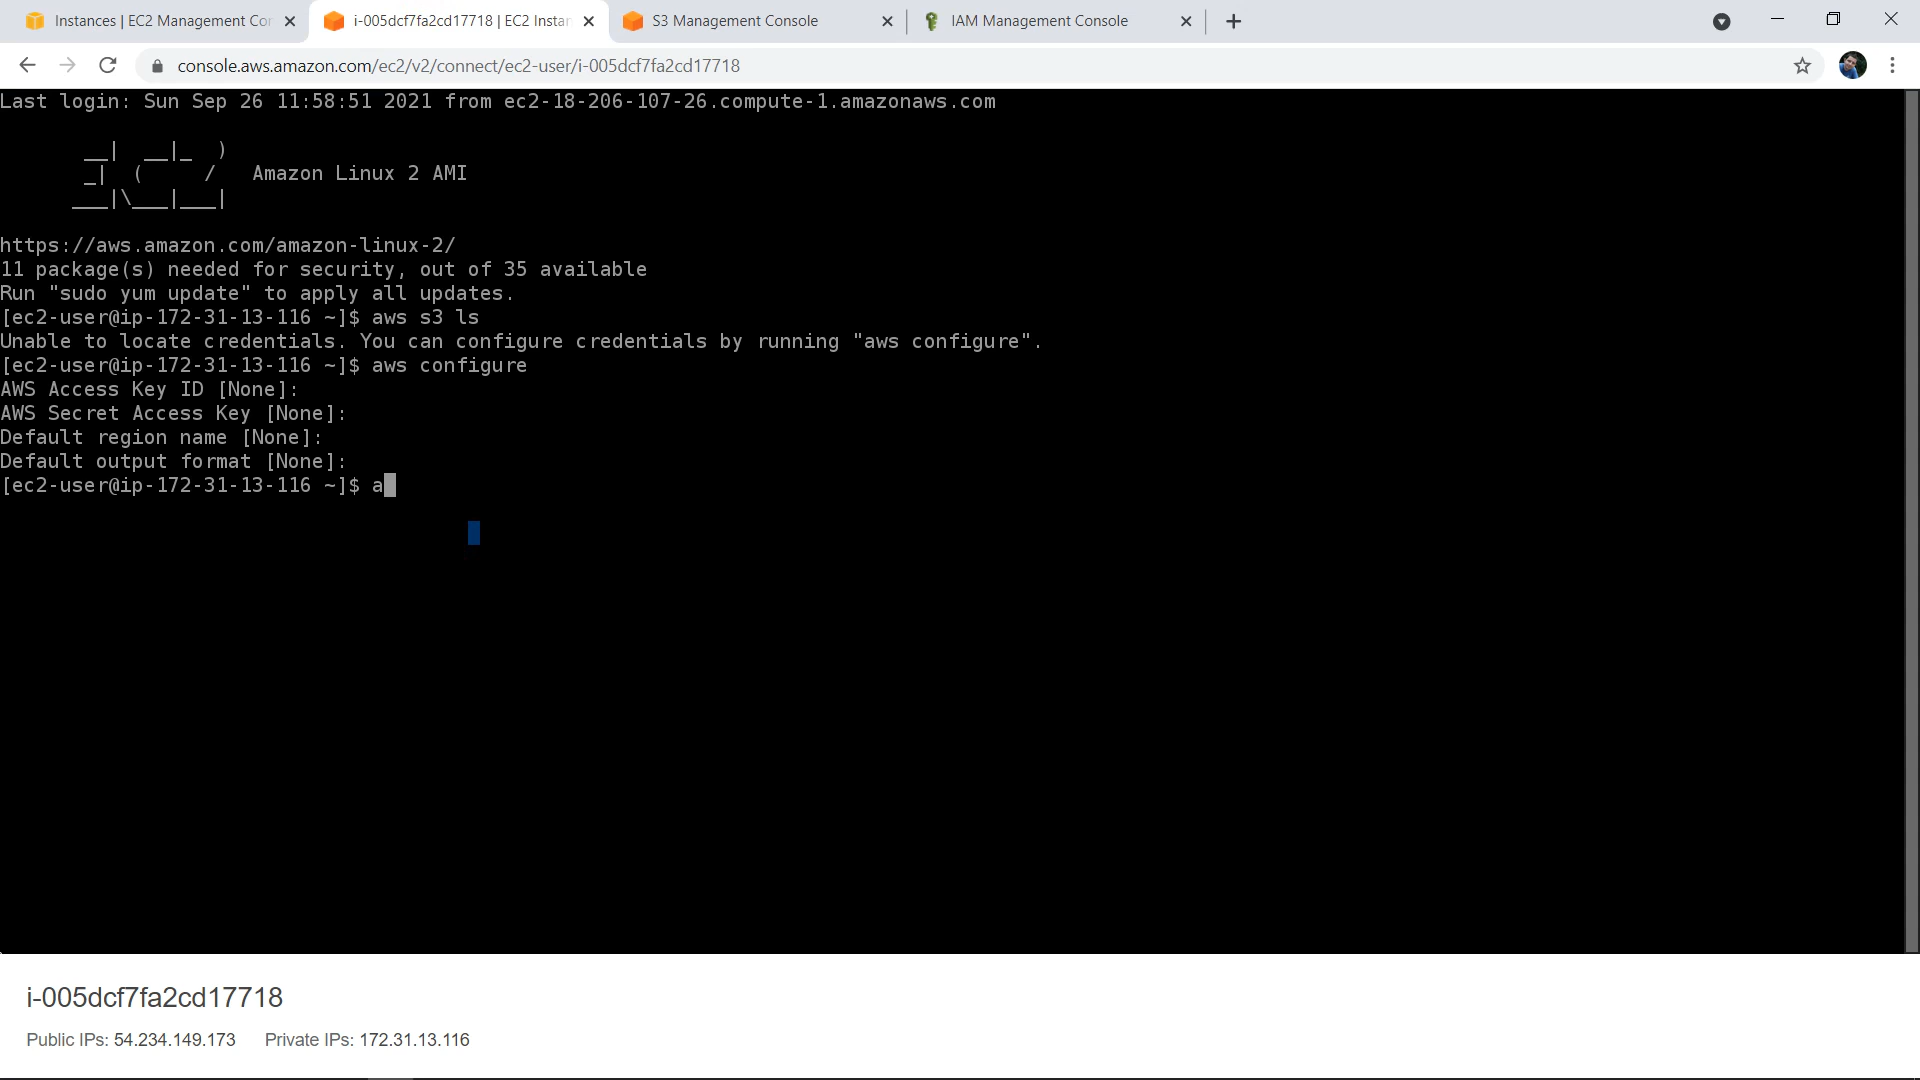 Instances | EC2 Management Con
i-005dcf7fa2cd17718 | EC2 Instan
S3 Management Console
IAM Management Console
console.aws.amazon.com/ec2/v2/connect/ec2-user/i-005dcf7fa2cd17718
Last login: Sun Sep 26 11:58:51 2021 from ec2-18-206-107-26.compute-1.amazonaws.com
__|  __|_  )
_|  (     /   Amazon Linux 2 AMI
___|\___|___|
https://aws.amazon.com/amazon-linux-2/
11 package(s) needed for security, out of 35 available
Run "sudo yum update" to apply all updates.
[ec2-user@ip-172-31-13-116 ~]$ aws s3 ls
Unable to locate credentials. You can configure credentials by running "aws configure".
[ec2-user@ip-172-31-13-116 ~]$ aws configure
AWS Access Key ID [None]:
AWS Secret Access Key [None]:
Default region name [None]:
Default output format [None]:
[ec2-user@ip-172-31-13-116 ~]$ a
i-005dcf7fa2cd17718
Public IPs: 54.234.149.173 Private IPs: 172.31.13.116